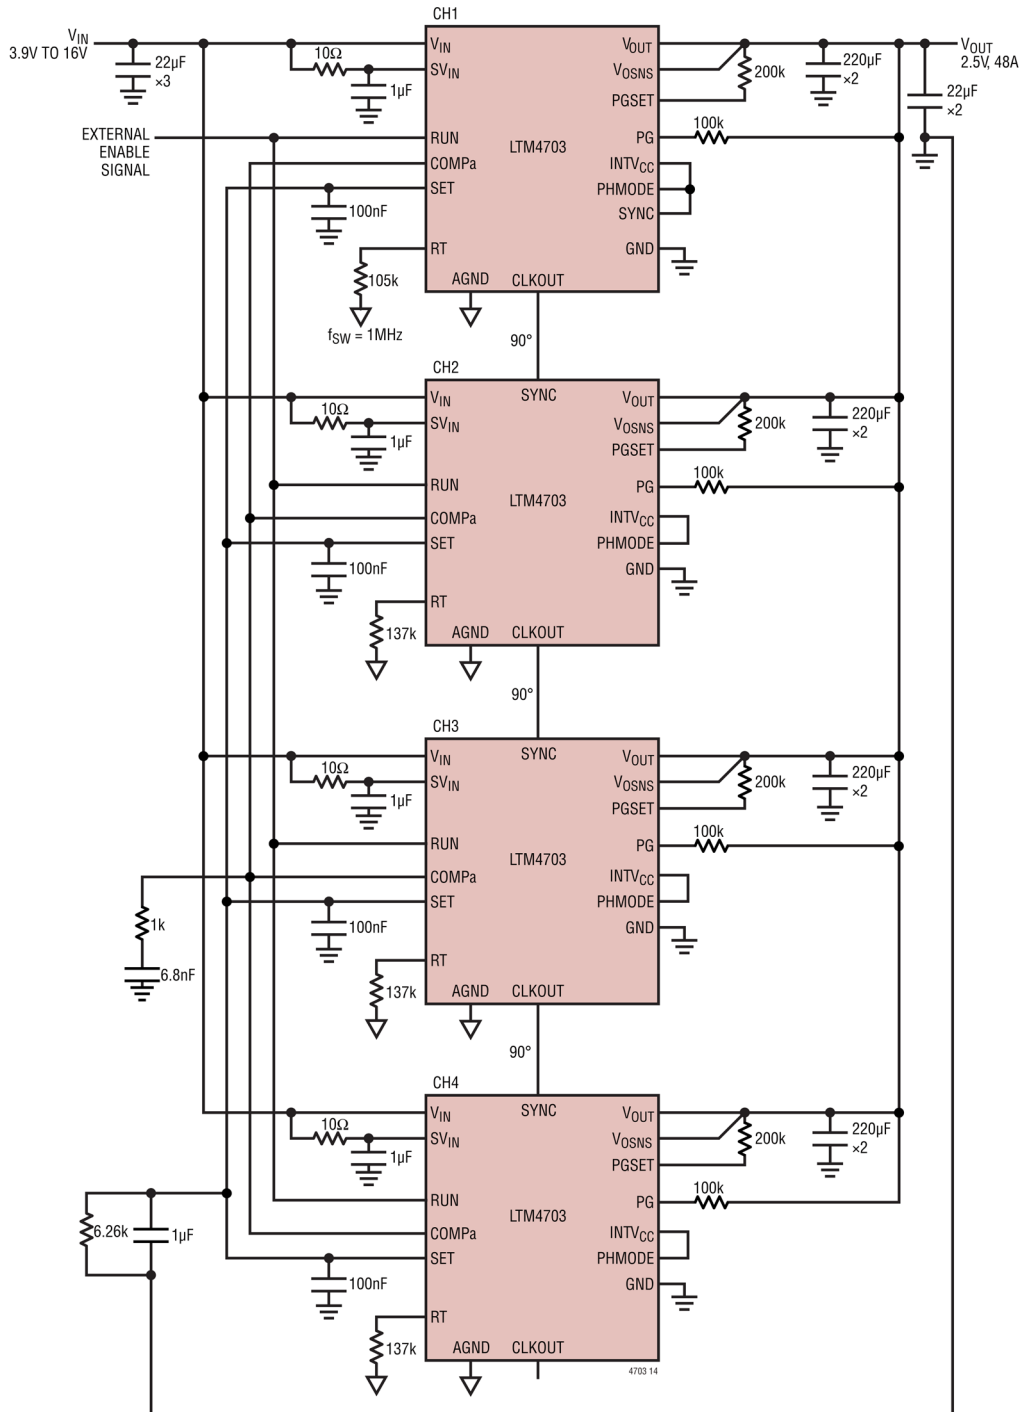 CH1
VIN
3.9V TO 16V
22µF
×3
10Ω
1µF
VIN
SVIN
VOUT
VOSNS
PGSET
200k
220µF
×2
VOUT
2.5V, 48A
22µF
×2
EXTERNAL
ENABLE
SIGNAL
RUN
COMPa
SET
LTM4703
PG
100k
INTVCC
PHMODE
SYNC
100nF
RT
GND
105k
AGND
CLKOUT
fSW = 1MHz
90°
CH2
SYNC
VIN
SVIN
10Ω
1µF
VOUT
VOSNS
PGSET
200k
220µF
×2
RUN
COMPa
SET
LTM4703
PG
100k
INTVCC
PHMODE
100nF
GND
RT
137k
AGND
CLKOUT
90°
CH3
SYNC
VIN
SVIN
10Ω
1µF
VOUT
VOSNS
PGSET
200k
220µF
×2
RUN
COMPa
SET
LTM4703
PG
100k
INTVCC
PHMODE
1k
100nF
GND
6.8nF
RT
137k
AGND
CLKOUT
90°
CH4
SYNC
VIN
SVIN
10Ω
1µF
VOUT
VOSNS
PGSET
200k
220µF
×2
RUN
COMPa
SET
LTM4703
PG
100k
INTVCC
PHMODE
6.26k
1µF
100nF
GND
RT
137k
AGND
CLKOUT
4703 14